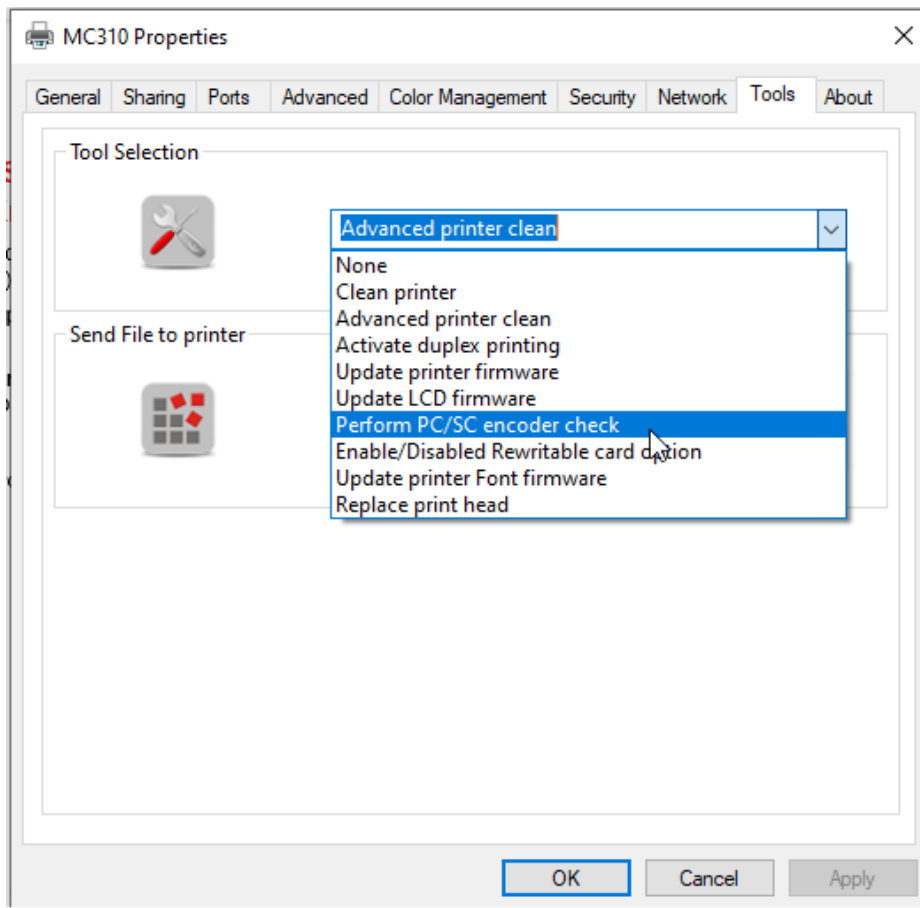 MC310 Properties
General Sharing Ports Advanced Color Management Security Network Tools About
Tool Selection
Advanced printer clean
None
Clean printer
Advanced printer clean
Send File to printer
Activate duplex printing
Update printer firmware
Update LCD firmware
Perform PC/SC encoder check
Enable/Disabled Rewritable card option
Update printer Font firmware
Replace print head
OK Cancel Apply